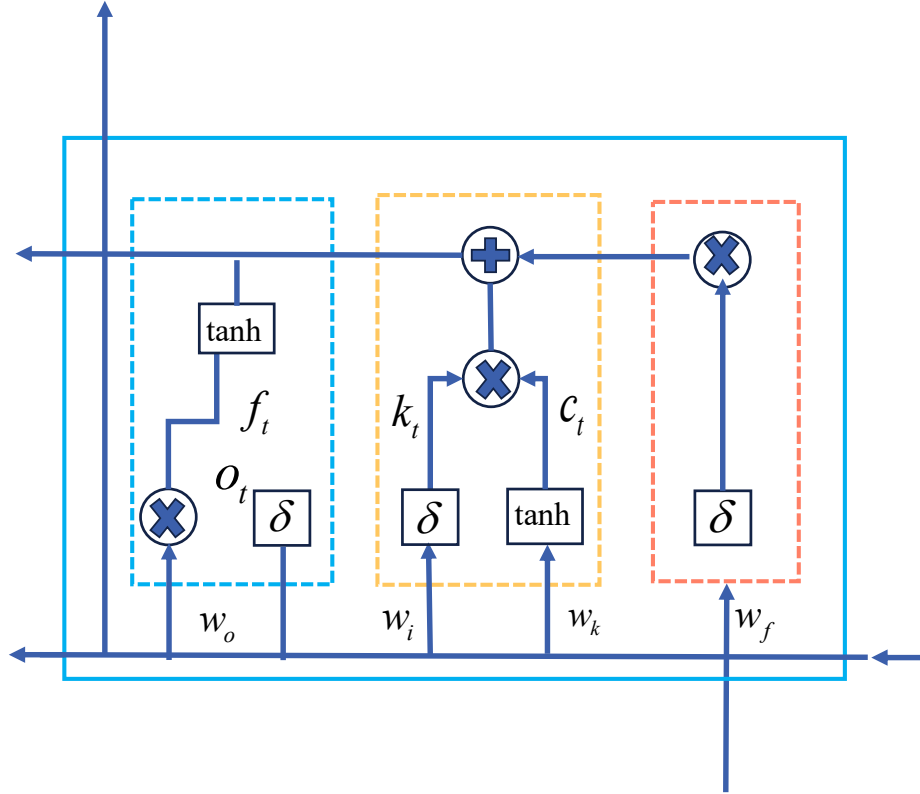 tanh
f_t
k_t
c_t
o_t
δ
δ
tanh
δ
w_o
w_i
w_k
w_f